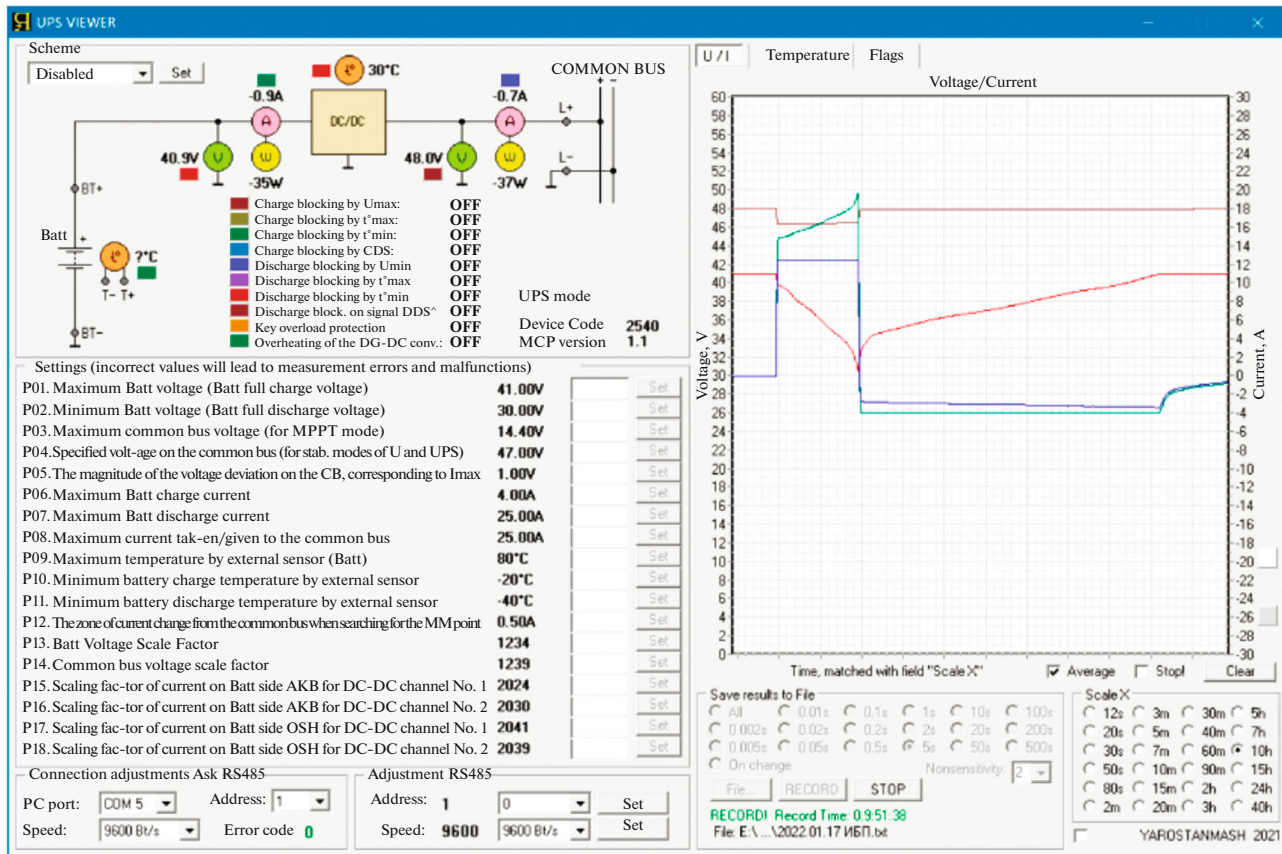 UPS VIEWER
Scheme
Disabled
Set
t° 30°C
COMMON BUS
+ -
-0.9A
-0.7A
L+
A
DC/DC
A
40.9V V W
48.0V V W
L-
-35W
-37W
BT+
Batt +
t° ?°C
T- T+
BT-
Charge blocking by Umax: OFF
Charge blocking by t°max: OFF
Charge blocking by t°min: OFF
Charge blocking by CDS: OFF
Discharge blocking by Umin OFF
Discharge blocking by t°max OFF
Discharge blocking by t°min OFF
Discharge block. on signal DDS^ OFF
Key overload protection OFF
Overheating of the DG-DC conv.: OFF
UPS mode
Device Code 2540
MCP version 1.1
Settings (incorrect values will lead to measurement errors and malfunctions)
P01. Maximum Batt voltage (Batt full charge voltage) 41.00V Set
P02. Minimum Batt voltage (Batt full discharge voltage) 30.00V Set
P03. Maximum common bus voltage (for MPPT mode) 14.40V Set
P04. Specified volt-age on the common bus (for stab. modes of U and UPS) 47.00V Set
P05. The magnitude of the voltage deviation on the CB, corresponding to Imax 1.00V Set
P06. Maximum Batt charge current 4.00A Set
P07. Maximum Batt discharge current 25.00A Set
P08. Maximum current tak-en/given to the common bus 25.00A Set
P09. Maximum temperature by external sensor (Batt) 80°C Set
P10. Minimum battery charge temperature by external sensor -20°C Set
P11. Minimum battery discharge temperature by external sensor -40°C Set
P12. The zone of current change from the common bus when searching for the MM point 0.50A Set
P13. Batt Voltage Scale Factor 1234 Set
P14. Common bus voltage scale factor 1239 Set
P15. Scaling fac-tor of current on Batt side AKB for DC-DC channel No. 1 2024 Set
P16. Scaling fac-tor of current on Batt side AKB for DC-DC channel No. 2 2030 Set
P17. Scaling fac-tor of current on Batt side OSH for DC-DC channel No. 1 2041 Set
P18. Scaling fac-tor of current on Batt side OSH for DC-DC channel No. 2 2039 Set
Connection adjustments Ask RS485
PC port: COM 5 Address: 1
Speed: 9600 Bt/s Error code 0
Adjustment RS485
Address: 1 0 Set
Speed: 9600 9600 Bt/s Set
U / I Temperature Flags
Voltage/Current
Voltage, V
60
58
56
54
52
50
48
46
44
42
40
38
36
34
32
30
28
26
24
22
20
18
16
14
12
10
8
6
4
2
0
Current, A
30
28
26
24
22
20
18
16
14
12
10
8
6
4
2
0
-2
-4
-6
-8
-10
-12
-14
-16
-18
-20
-22
-24
-26
-28
-30
Time, matched with field "Scale X"
Average Stop! Clear
Save results to File
All 0.01s 0.1s 1s 10s 100s
0.002s 0.02s 0.2s 2s 20s 200s
0.005s 0.05s 0.5s 5s 50s 500s
On change Nonsensitivity: 2
File... RECORD STOP
RECORD! Record Time: 0.9:51:38
File: E:\ ...\2022.01.17 ИБП.txt
Scale X
12s 3m 30m 5h
20s 5m 40m 7h
30s 7m 60m 10h
50s 10m 90m 15h
80s 15m 2h 24h
2m 20m 3h 40h
YAROSTANMASH 2021